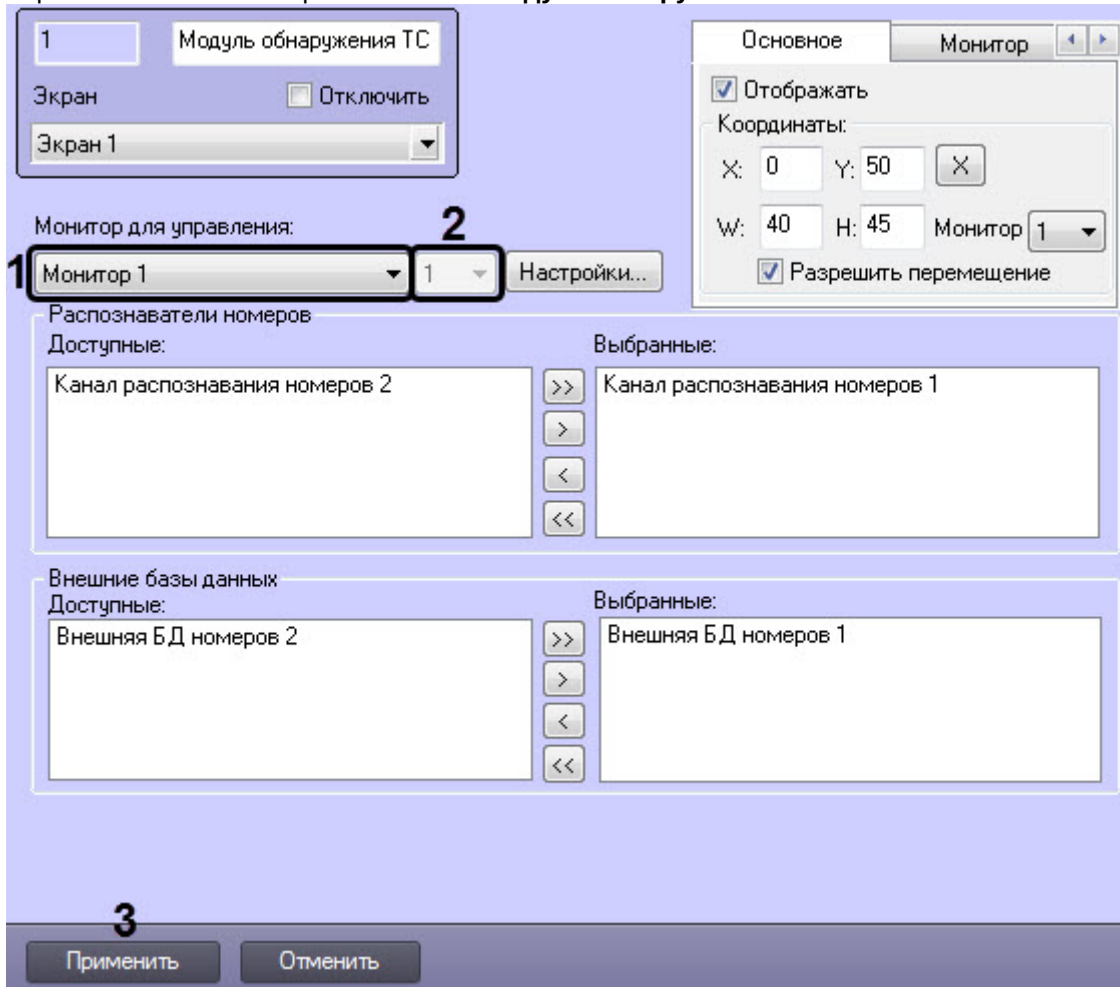 1 Модуль обнаружения ТС
Экран Отключить
Экран 1
Основное Монитор
Отображать
Координаты:
X: 0 Y: 50 X
W: 40 H: 45 Монитор 1
Разрешить перемещение
Монитор для управления: 2
1 Монитор 1 1 Настройки...
Распознаватели номеров
Доступные: Выбранные:
Канал распознавания номеров 2 >> Канал распознавания номеров 1
>
<
<<
Внешние базы данных
Доступные: Выбранные:
Внешняя БД номеров 2 >> Внешняя БД номеров 1
>
<
<<
3
Применить Отменить